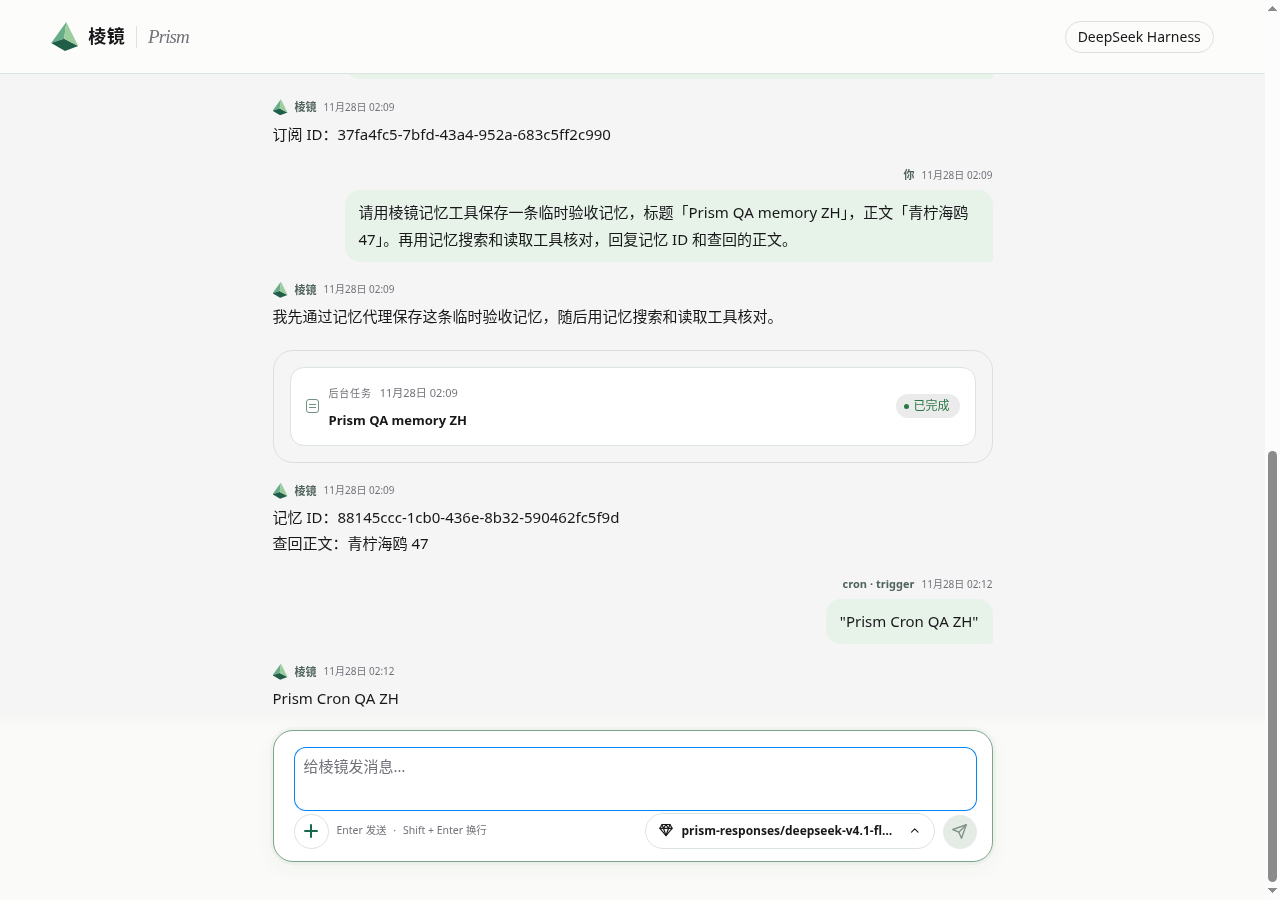 棱镜 Prism
DeepSeek Harness
棱镜 11月28日 02:09
订阅 ID：37fa4fc5-7bfd-43a4-952a-683c5ff2c990
你 11月28日 02:09
请用棱镜记忆工具保存一条临时验收记忆，标题「Prism QA memory ZH」，正文「青柠海鸥
47」。再用记忆搜索和读取工具核对，回复记忆 ID 和查回的正文。
棱镜 11月28日 02:09
我先通过记忆代理保存这条临时验收记忆，随后用记忆搜索和读取工具核对。
后台任务 11月28日 02:09
Prism QA memory ZH
已完成
棱镜 11月28日 02:09
记忆 ID：88145ccc-1cb0-436e-8b32-590462fc5f9d
查回正文：青柠海鸥 47
cron · trigger 11月28日 02:12
"Prism Cron QA ZH"
棱镜 11月28日 02:12
Prism Cron QA ZH
给棱镜发消息...
Enter 发送 · Shift + Enter 换行
prism-responses/deepseek-v4.1-fl...